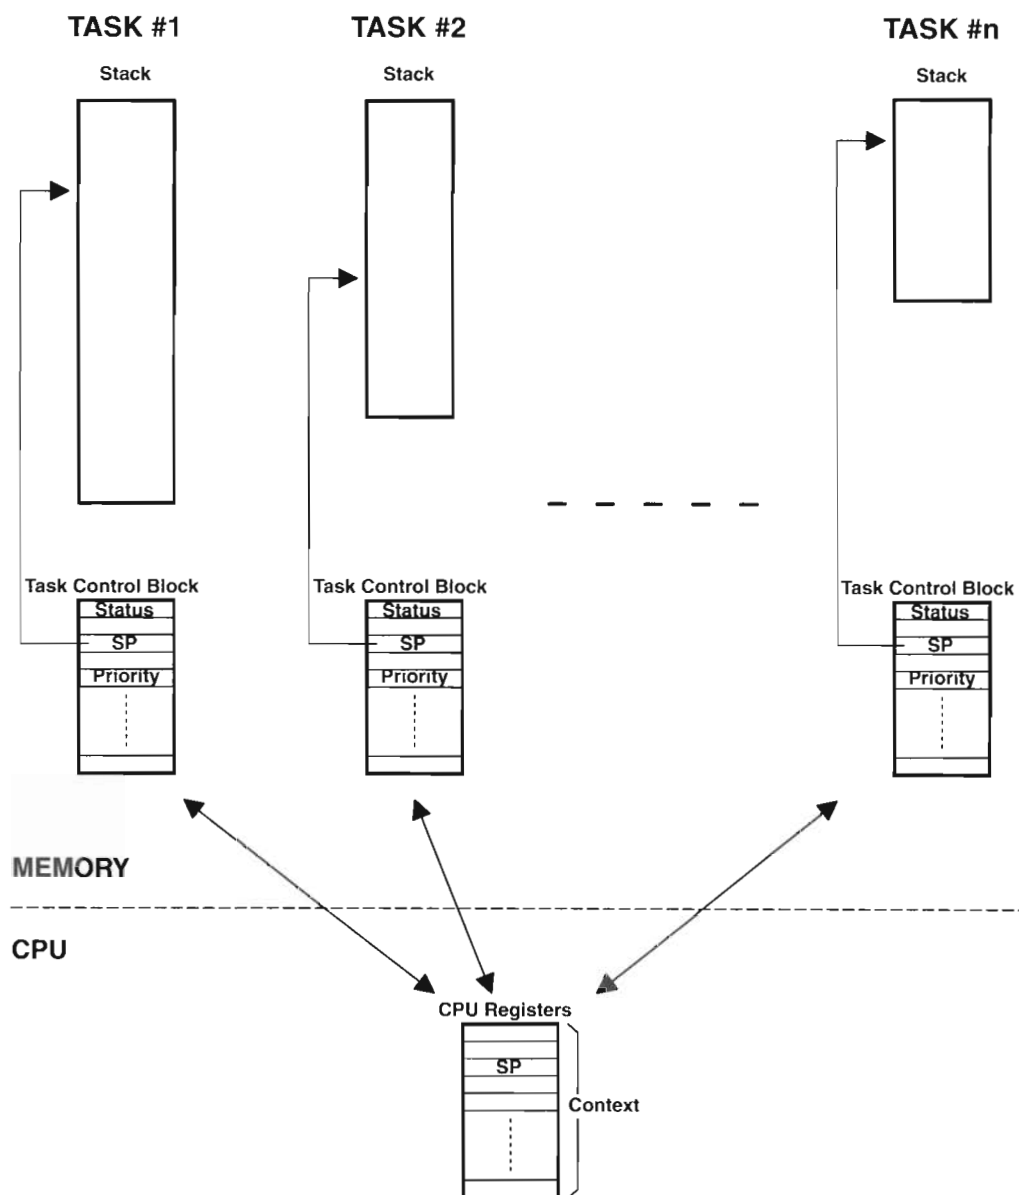 TASK #1
TASK #2
TASK #n
Stack
Stack
Stack
Task Control Block
Task Control Block
Task Control Block
Status
Status
Status
SP
SP
SP
Priority
Priority
Priority
MEMORY
CPU
CPU Registers
SP
Context